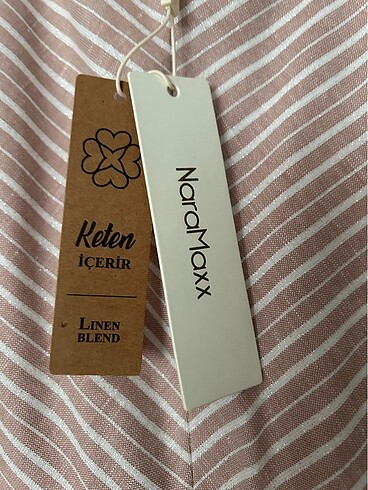 Keten
İÇERİR
LINEN
BLEND
NaraMaxx